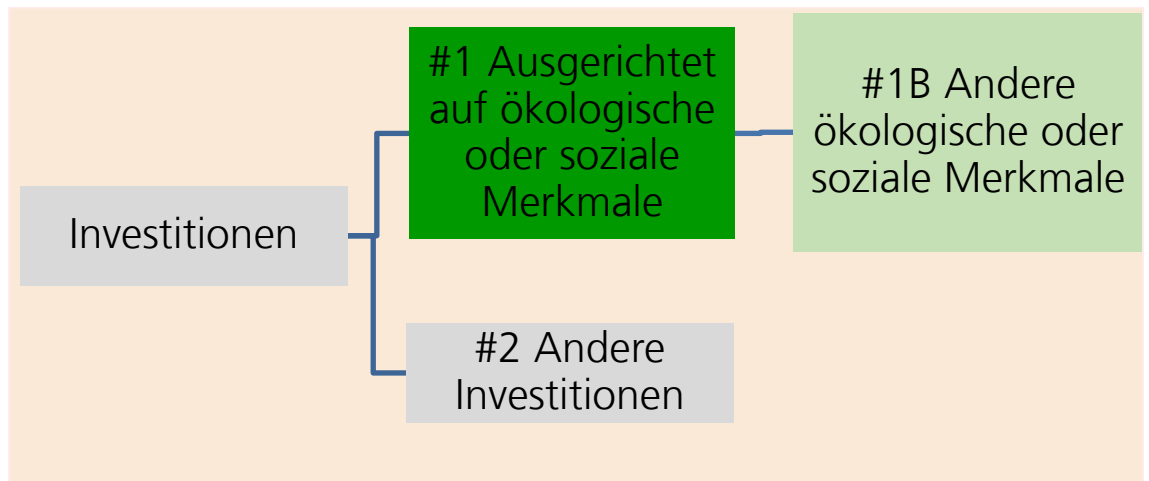 Investitionen
#1 Ausgerichtet
auf ökologische
oder soziale
Merkmale
#1B Andere
ökologische oder
soziale Merkmale
#2 Andere
Investitionen